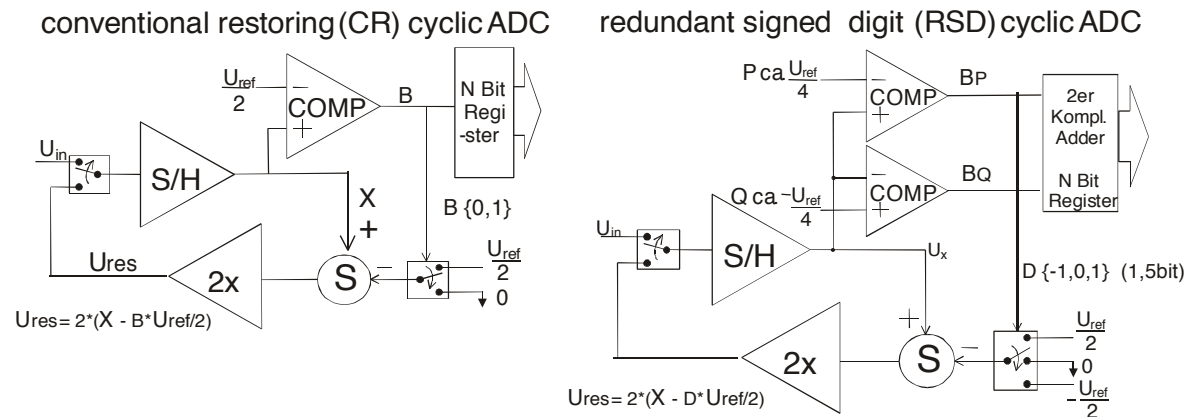 conventional restoring (CR) cyclic ADC
Uref
2
COMP
B
N Bit
Regi
-ster
Uin
S/H
X
+
B {0,1}
Ures
2x
S
Uref
2
0
Ures= 2*(X - B*Uref/2)
redundant signed digit (RSD) cyclic ADC
P ca Uref
4
COMP
BP
2er
Kompl.
Adder
N Bit
Register
COMP
BQ
Q ca -Uref
4
Uin
S/H
Ux
D {-1,0,1} (1,5bit)
+
S
2x
Uref
2
0
-Uref
2
Ures= 2*(X - D*Uref/2)